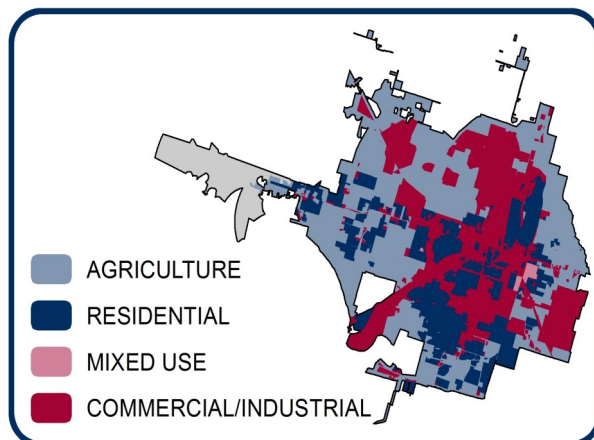 AGRICULTURE
RESIDENTIAL
MIXED USE
COMMERCIAL/INDUSTRIAL